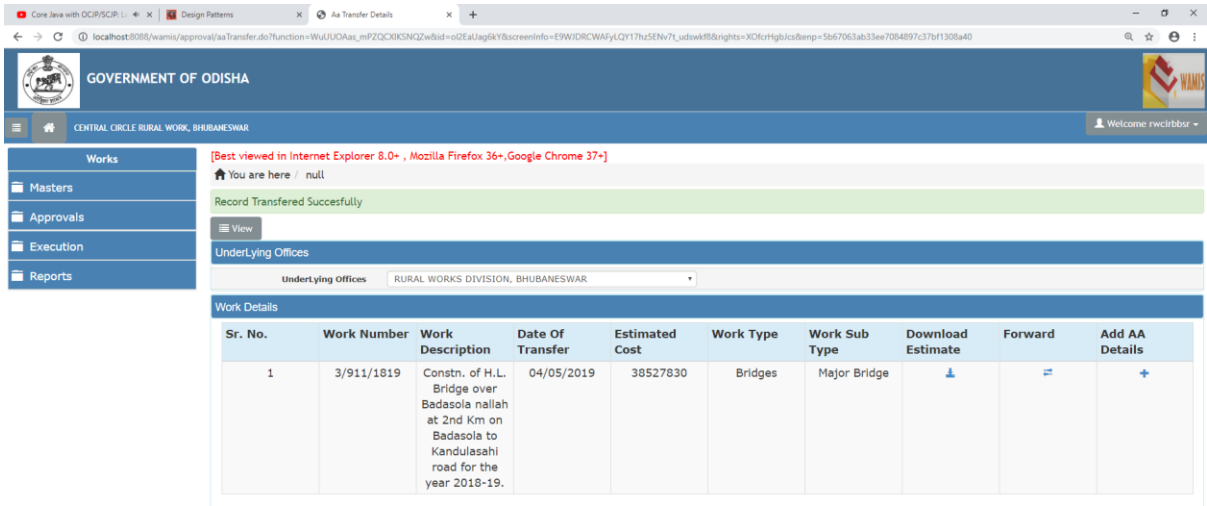 Core Java with OCJP/SCJP: L
Design Patterns
Aa Transfer Details
localhost:8088/wamis/approval/aaTransfer.do?function=WuUUOAas_mPZQCXIKSNQZw&id=ol2EaUag6kY&screenInfo=E9WJDRCWAFyLQY17hzSENv7t_udswkf8&rights=XOfcrHgbJcs&enp=5b67063ab33ee7084897c37bf1308a40
GOVERNMENT OF ODISHA
WAMIS
CENTRAL CIRCLE RURAL WORK, BHUBANESWAR
Welcome rwcirbbsr
Works
Masters
Approvals
Execution
Reports
[Best viewed in Internet Explorer 8.0+ , Mozilla Firefox 36+,Google Chrome 37+]
You are here / null
Record Transfered Succesfully
View
UnderLying Offices
UnderLying Offices RURAL WORKS DIVISION, BHUBANESWAR
Work Details
Sr. No. Work Number Work Date Of Estimated Work Type Work Sub Download Forward Add AA
Description Transfer Cost Type Estimate Details
1 3/911/1819 Constn. of H.L. 04/05/2019 38527830 Bridges Major Bridge
Bridge over
Badasola nallah
at 2nd Km on
Badasola to
Kandulasahi
road for the
year 2018-19.